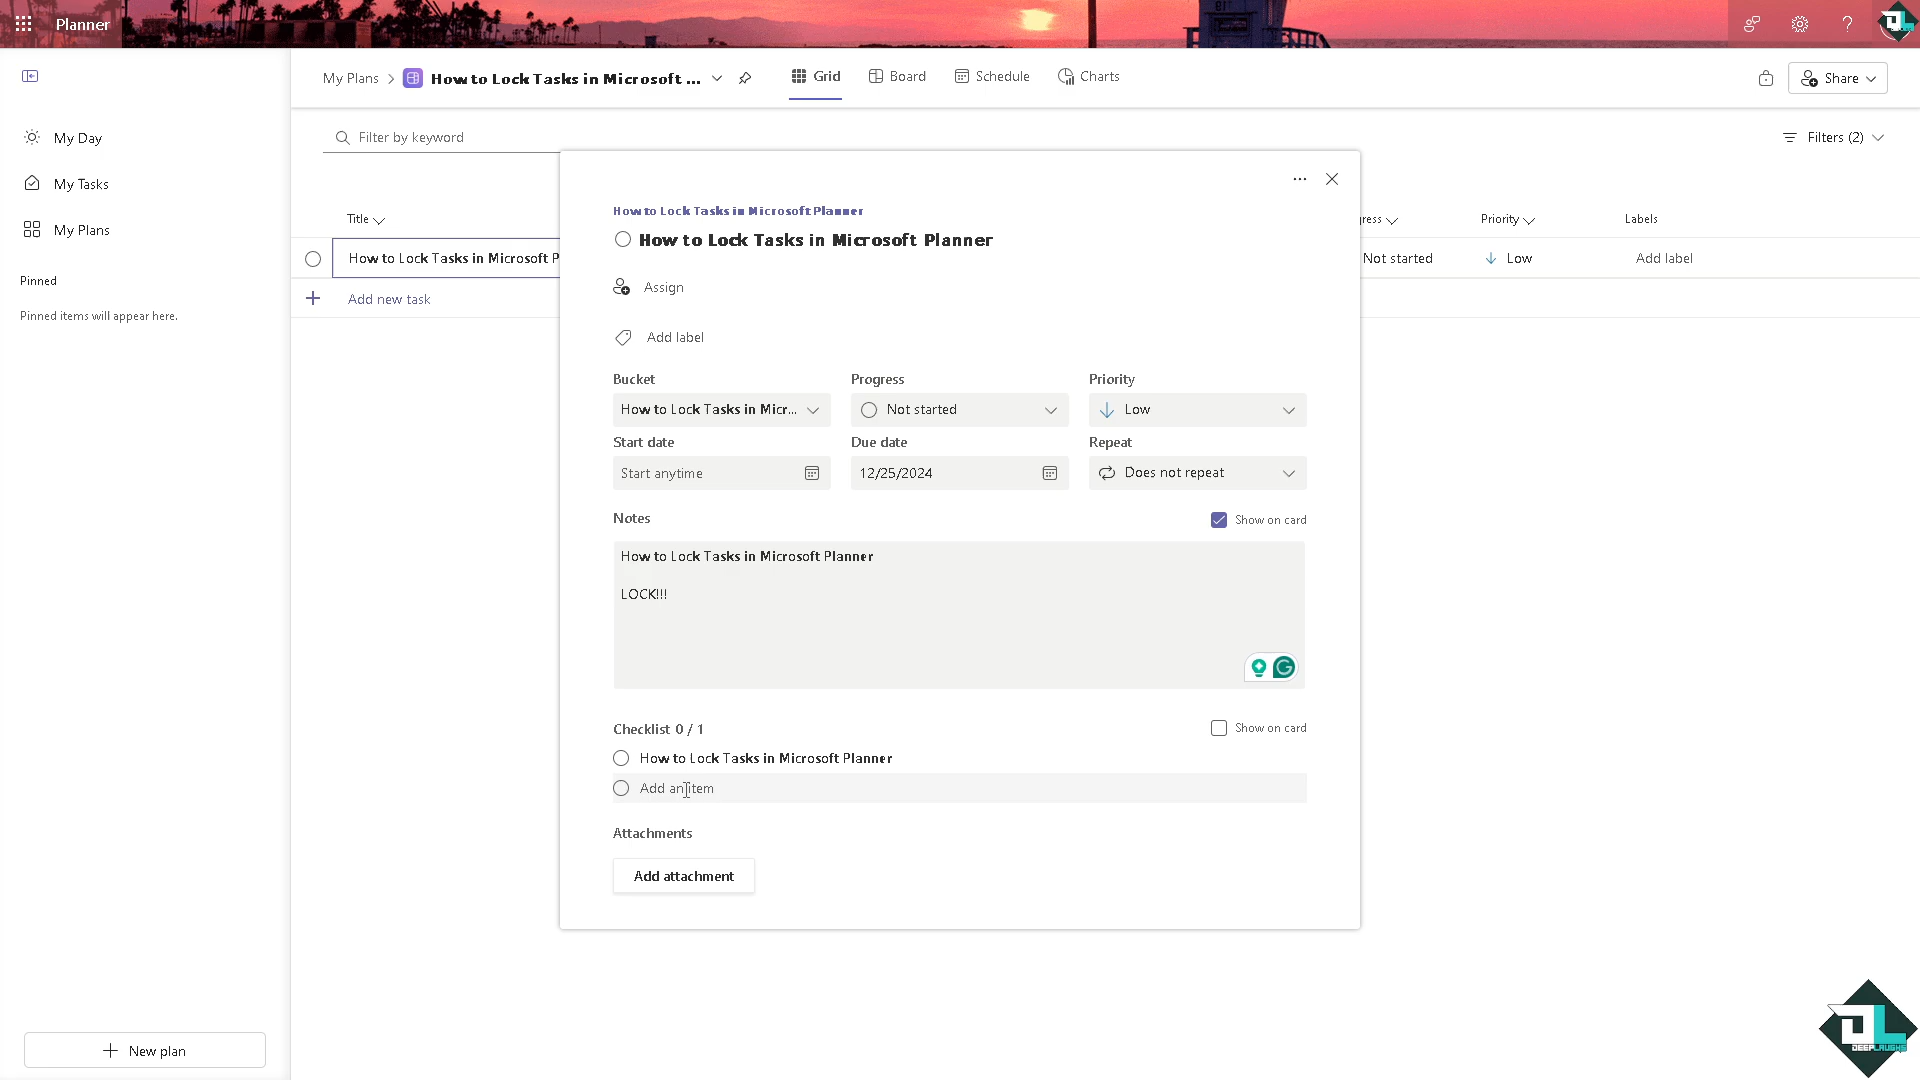 Planner
My Plans
How to Lock Tasks in Microsoft ...
Grid
Board
Schedule
Charts
Share
My Day
My Tasks
My Plans
Pinned
Pinned items will appear here.
New plan
Filter by keyword
Filters (2)
Title
gress
Priority
Labels
How to Lock Tasks in Microsoft P
Not started
Low
Add label
Add new task
How to Lock Tasks in Microsoft Planner
How to Lock Tasks in Microsoft Planner
Assign
Add label
Bucket
Progress
Priority
How to Lock Tasks in Micr...
Not started
Low
Start date
Due date
Repeat
Start anytime
12/25/2024
Does not repeat
Notes
Show on card
How to Lock Tasks in Microsoft Planner
LOCK!!!
Checklist 0 / 1
Show on card
How to Lock Tasks in Microsoft Planner
Add an item
Attachments
Add attachment
DEEPLAUGHS